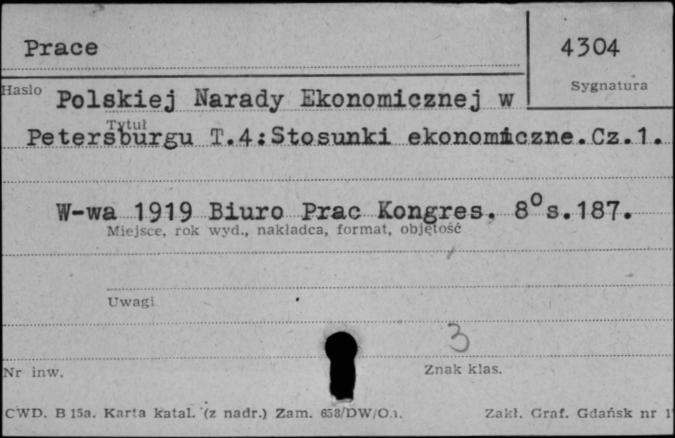 Prace
4304
Hasło
Sygnatura
Polskiej Narady Ekonomicznej w
Tytuł
Petersburgu T.4:Stosunki ekonomiczne.Cz.1.
W-wa 1919 Biuro Prac Kongres. 8° s.187.
Miejsce, rok wyd., nakładca, format, objętość
Uwagi
3
Nr inw.
Znak klas.
CWD. B 15a. Karta katal. (z nadr.) Zam. 658/DW/O.1. Zakł. Graf. Gdańsk nr 1